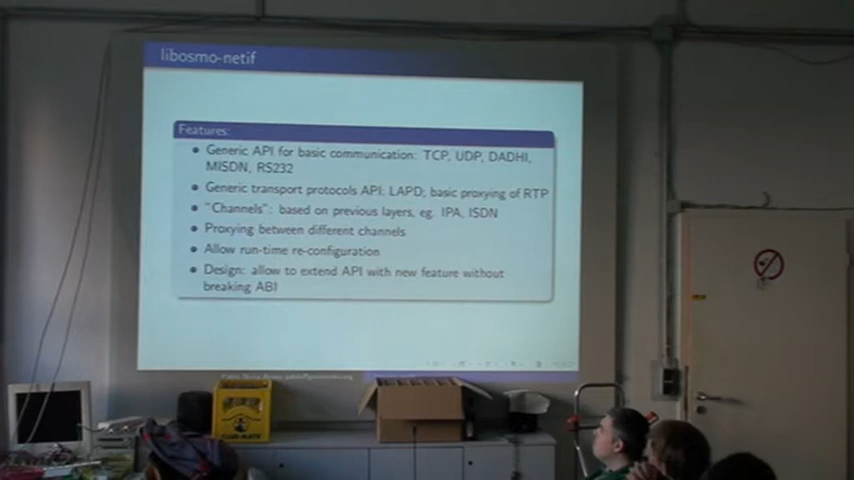 libosmo-netif
Features:
Generic API for basic communication: TCP, UDP, DADHI,
MISDN, RS232
Generic transport protocols API: LAPD; basic proxying of RTP
"Channels": based on previous layers, eg. IPA, ISDN
Proxying between different channels
Allow run-time re-configuration
Design: allow to extend API with new feature without
breaking ABI
CLUB-MATE